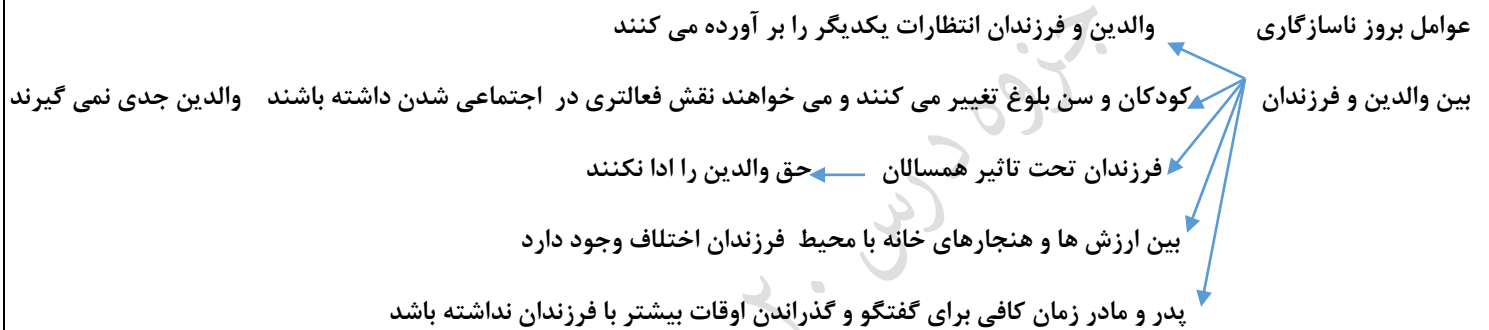 عوامل بروز ناسازگاری والدین و فرزندان انتظارات یکدیگر را بر آورده می کنند
بین والدین و فرزندان کودکان و سن بلوغ تغییر می کنند و می خواهند نقش فعالتری در اجتماعی شدن داشته باشند والدین جدی نمی گیرند
فرزندان تحت تاثیر همسالان حق والدین را ادا نکنند
بین ارزش ها و هنجارهای خانه با محیط فرزندان اختلاف وجود دارد
پدر و مادر زمان کافی برای گفتگو و گذراندن اوقات بیشتر با فرزندان نداشته باشد
جزوه درس ۲۰